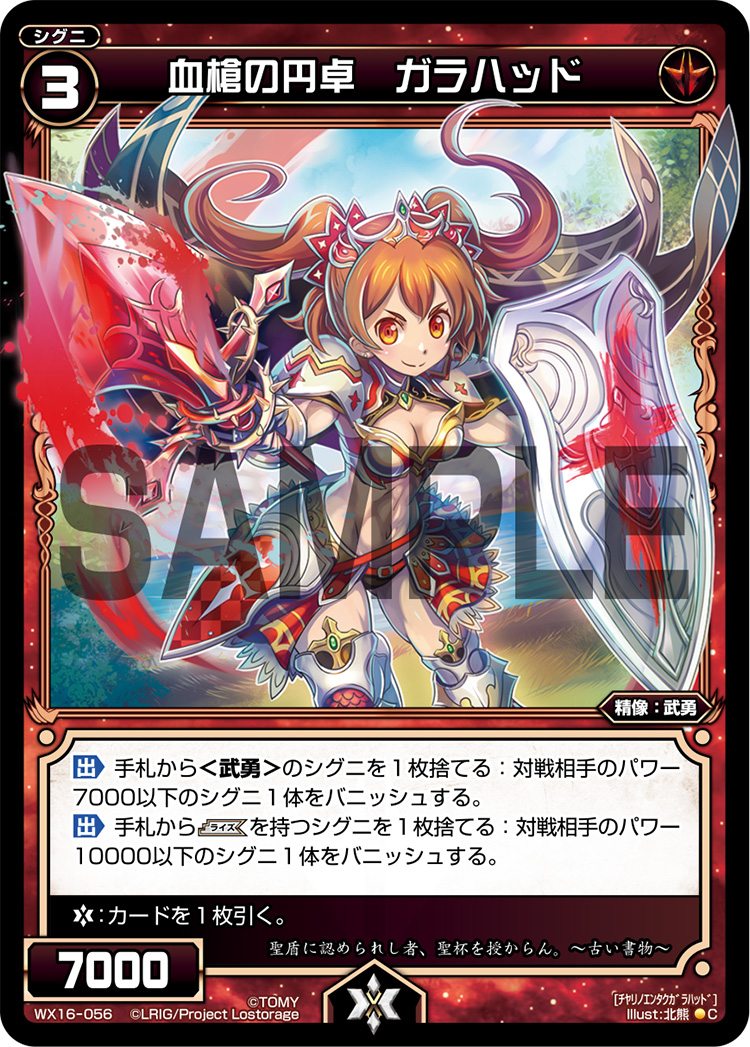 シグニ
3
血槍の円卓 ガラハッド
SAMPLE
精像：武勇
出 手札から<武勇>のシグニを１枚捨てる：対戦相手のパワー
7000以下のシグニ１体をバニッシュする。
出 手札からライズを持つシグニを１枚捨てる：対戦相手のパワー
10000以下のシグニ１体をバニッシュする。
：カードを１枚引く。
聖盾に認められし者、聖杯を授からん。～古い書物～
7000
©TOMY
[ﾁﾔﾘﾉｴﾝﾀｸｶﾞﾗﾊｯﾄﾞ]
WX16-056 ©LRIG/Project Lostorage
Illust:北熊 C